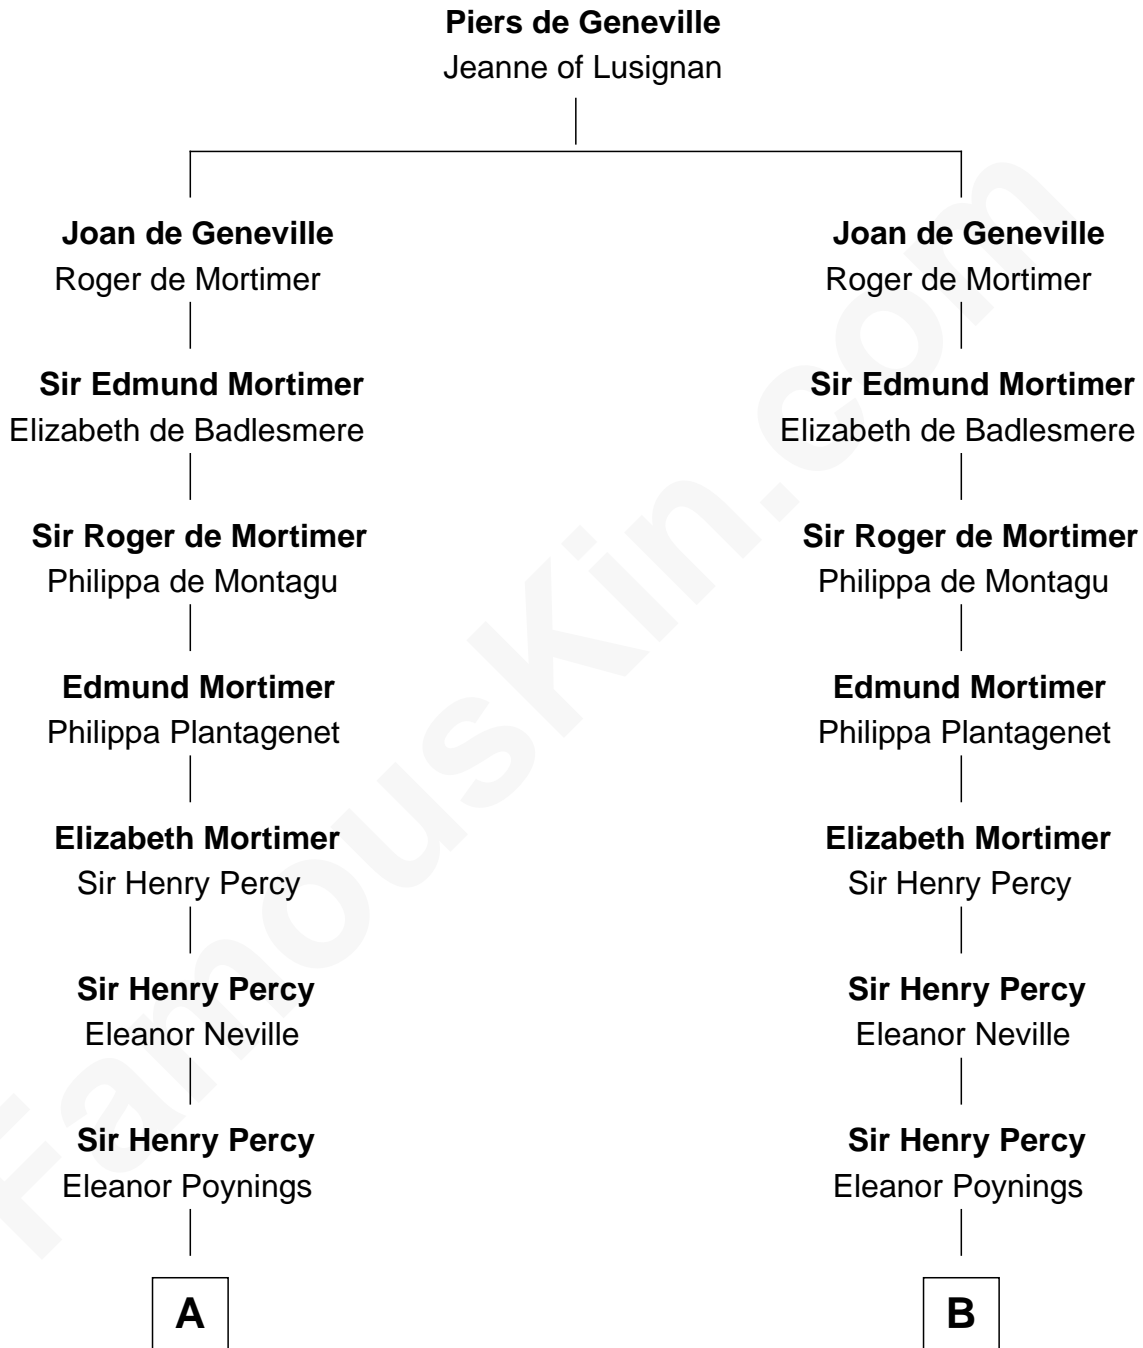 Piers de Geneville
Jeanne of Lusignan
Joan de Geneville
Roger de Mortimer
Joan de Geneville
Roger de Mortimer
Sir Edmund Mortimer
Elizabeth de Badlesmere
Sir Edmund Mortimer
Elizabeth de Badlesmere
Sir Roger de Mortimer
Philippa de Montagu
Sir Roger de Mortimer
Philippa de Montagu
Edmund Mortimer
Philippa Plantagenet
Edmund Mortimer
Philippa Plantagenet
Elizabeth Mortimer
Sir Henry Percy
Elizabeth Mortimer
Sir Henry Percy
Sir Henry Percy
Eleanor Neville
Sir Henry Percy
Eleanor Neville
Sir Henry Percy
Eleanor Poynings
Sir Henry Percy
Eleanor Poynings
A
B
FamousKin.com